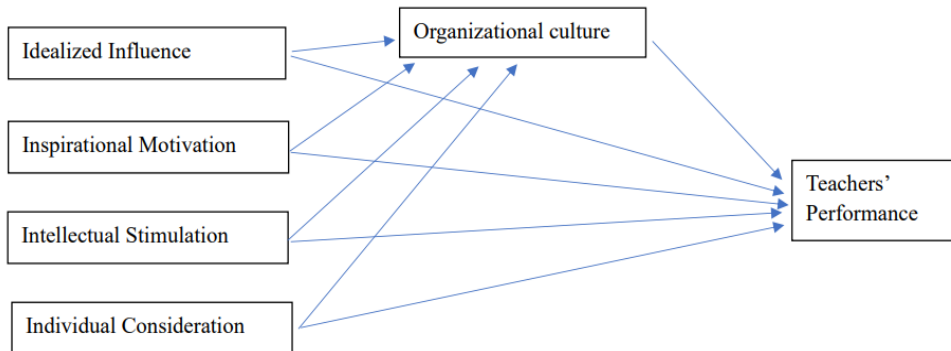 Organizational culture
Idealized Influence
Inspirational Motivation
Teachers’
Performance
Intellectual Stimulation
Individual Consideration